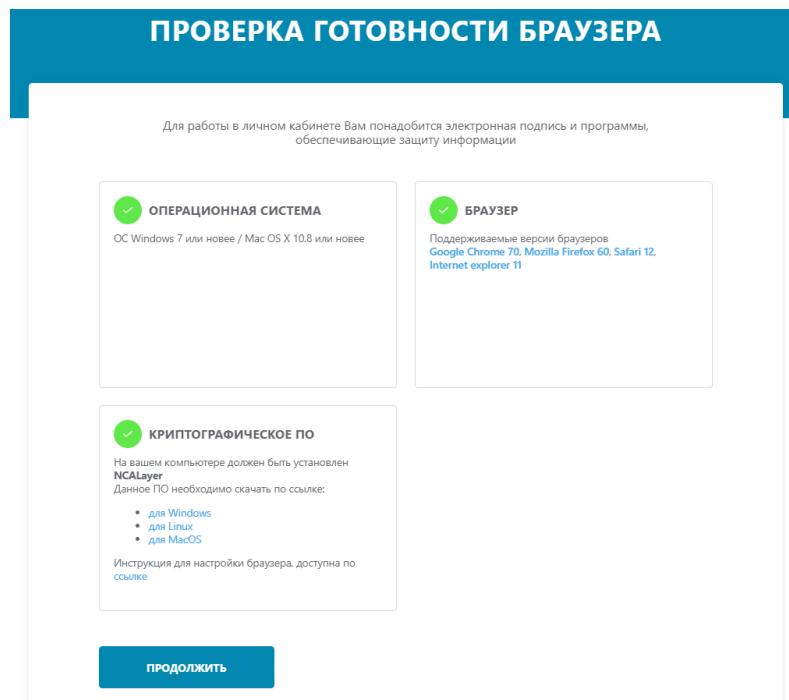 ПРОВЕРКА ГОТОВНОСТИ БРАУЗЕРА
Для работы в личном кабинете Вам понадобится электронная подпись и программы,
обеспечивающие защиту информации
ОПЕРАЦИОННАЯ СИСТЕМА
ОС Windows 7 или новее / Mac OS X 10.8 или новее
БРАУЗЕР
Поддерживаемые версии браузеров
Google Chrome 70, Mozilla Firefox 60, Safari 12,
Internet explorer 11
КРИПТОГРАФИЧЕСКОЕ ПО
На вашем компьютере должен быть установлен
NCALayer
Данное ПО необходимо скачать по ссылке:
для Windows
для Linux
для MacOS
Инструкция для настройки браузера, доступна по
ссылке
ПРОДОЛЖИТЬ